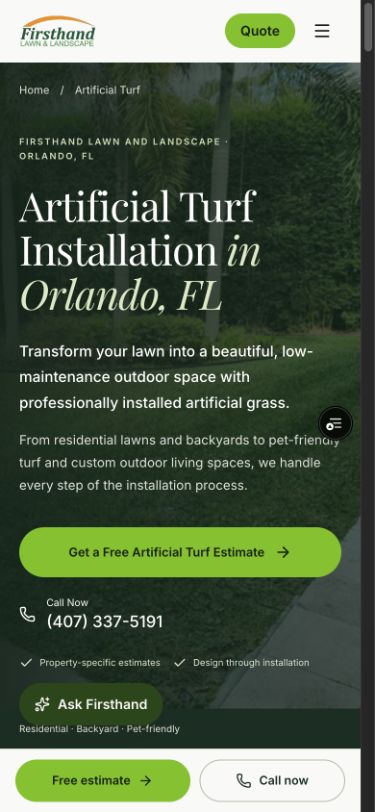 Firsthand
LAWN & LANDSCAPE
Quote
Home / Artificial Turf
FIRSTHAND LAWN AND LANDSCAPE ·
ORLANDO, FL
Artificial Turf
Installation in
Orlando, FL
Transform your lawn into a beautiful, low-
maintenance outdoor space with
professionally installed artificial grass.
From residential lawns and backyards to pet-friendly
turf and custom outdoor living spaces, we handle
every step of the installation process.
Get a Free Artificial Turf Estimate →
Call Now
(407) 337-5191
Property-specific estimates
Design through installation
Ask Firsthand
Residential · Backyard · Pet-friendly
Free estimate →
Call now